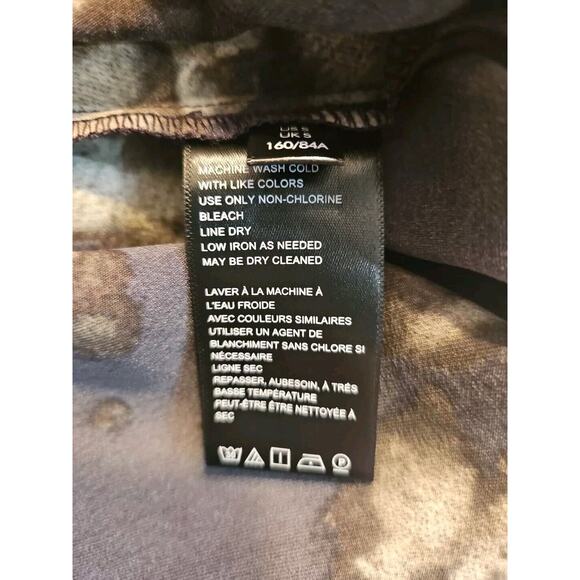 US S
UK S
160/84A
MACHINE WASH COLD
WITH LIKE COLORS
USE ONLY NON-CHLORINE
BLEACH
LINE DRY
LOW IRON AS NEEDED
MAY BE DRY CLEANED
LAVER À LA MACHINE À
L'EAU FROIDE
AVEC COULEURS SIMILAIRES
UTILISER UN AGENT DE
BLANCHIMENT SANS CHLORE SI
NÉCESSAIRE
LIGNE SEC
REPASSER, AUBESOIN, À TRÉS
BASSE TEMPÉRATURE
PEUT-ÊTRE ÊTRE NETTOYÉE À
SEC
P